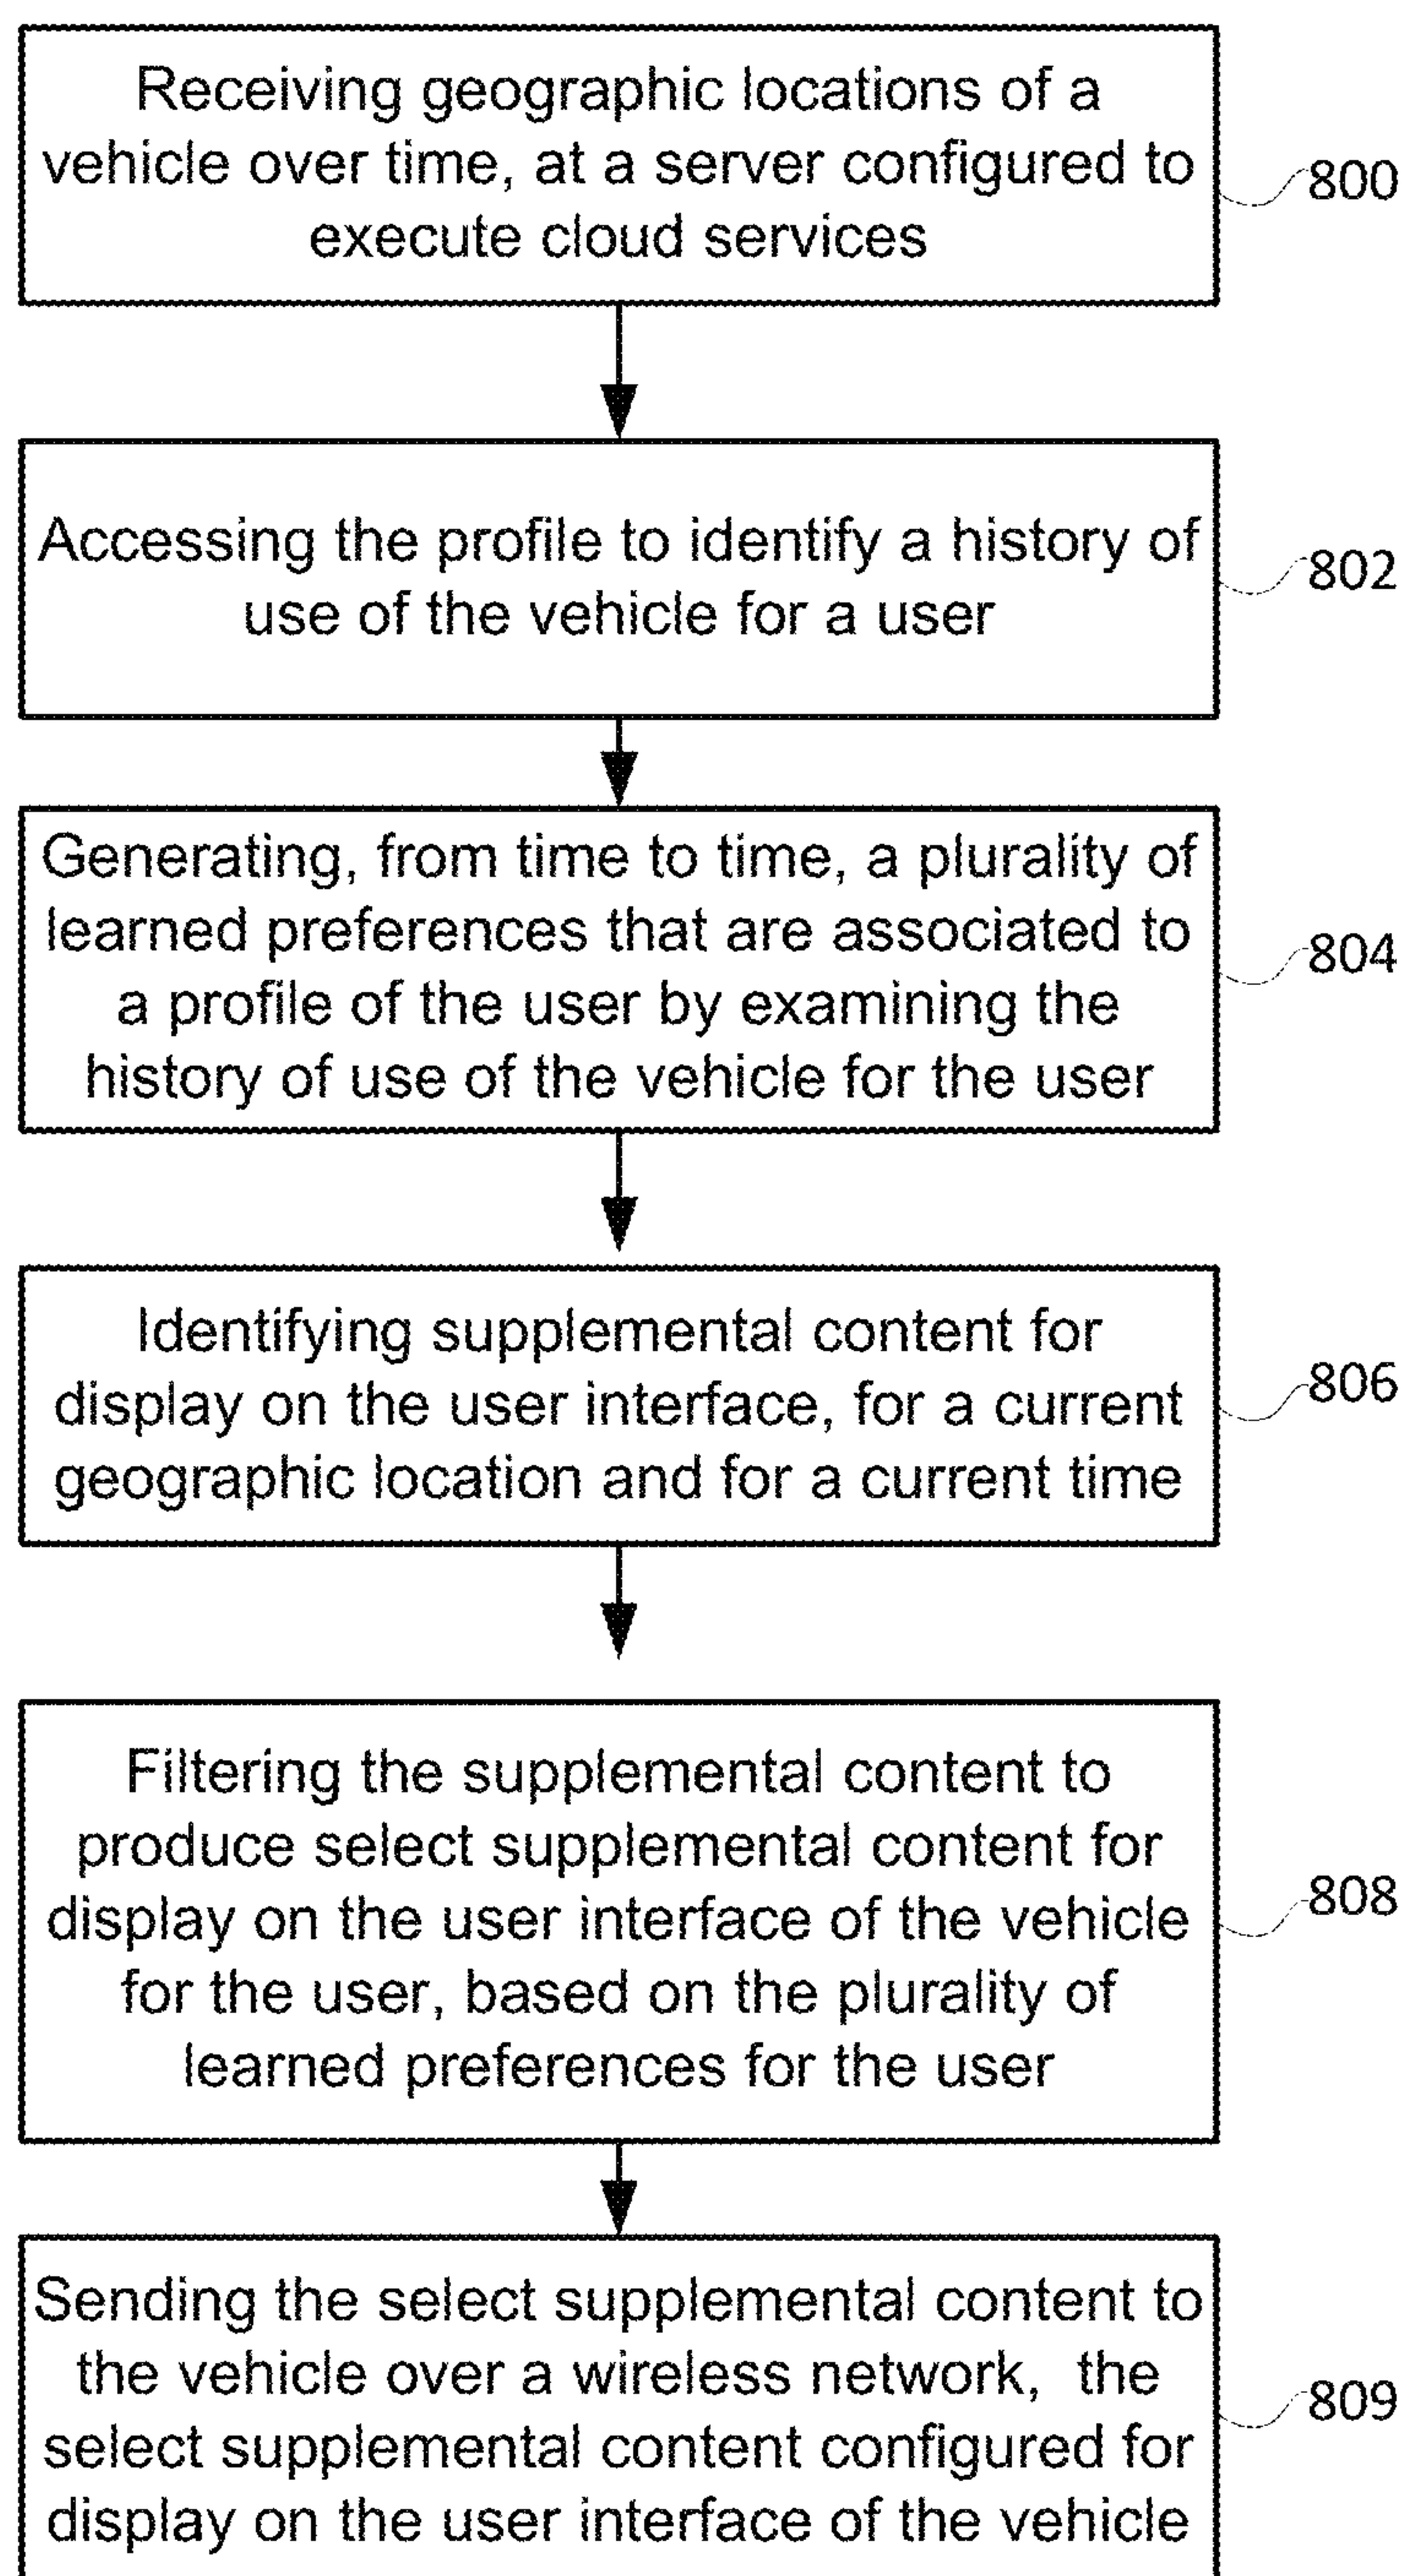 Receiving geographic locations of a
vehicle over time, at a server configured to
execute cloud services
800
Accessing the profile to identify a history of
use of the vehicle for a user
802
Generating, from time to time, a plurality of
learned preferences that are associated to
a profile of the user by examining the
history of use of the vehicle for the user
804
Identifying supplemental content for
display on the user interface, for a current
geographic location and for a current time
806
Filtering the supplemental content to
produce select supplemental content for
display on the user interface of the vehicle
for the user, based on the plurality of
learned preferences for the user
808
Sending the select supplemental content to
the vehicle over a wireless network, the
select supplemental content configured for
display on the user interface of the vehicle
809